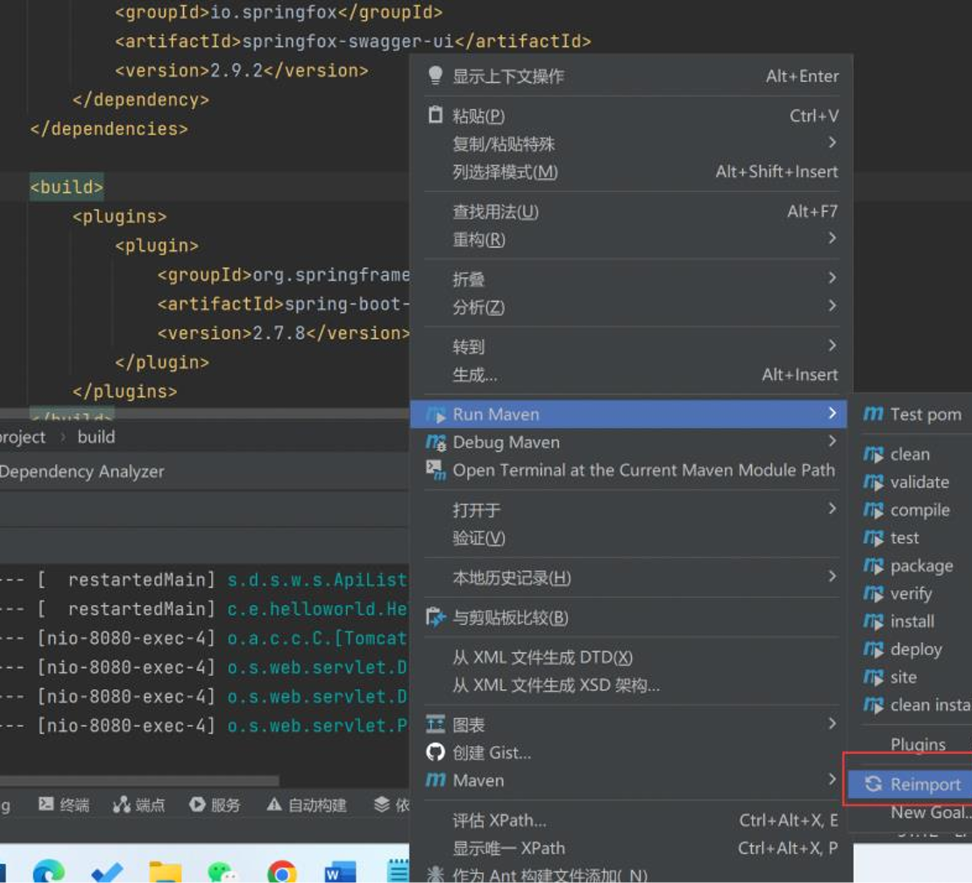 <groupId>io.springfox</groupId>
<artifactId>springfox-swagger-ui</artifactId>
<version>2.9.2</version>
</dependency>
</dependencies>
<build>
<plugins>
<plugin>
<groupId>org.springframe
<artifactId>spring-boot-
<version>2.7.8</version>
</plugin>
</plugins>
</build>
project › build
Dependency Analyzer
--- [  restartedMain] s.d.s.w.s.ApiList
--- [  restartedMain] c.e.helloworld.He
--- [nio-8080-exec-4] o.a.c.c.C.[Tomcat
--- [nio-8080-exec-4] o.s.web.servlet.D
--- [nio-8080-exec-4] o.s.web.servlet.D
--- [nio-8080-exec-4] o.s.web.servlet.P
终端 端点 服务 自动构建 依
显示上下文操作 Alt+Enter
粘贴(P) Ctrl+V
复制/粘贴特殊
列选择模式(M) Alt+Shift+Insert
查找用法(U) Alt+F7
重构(R)
折叠
分析(Z)
转到
生成... Alt+Insert
Run Maven
Debug Maven
Open Terminal at the Current Maven Module Path
打开于
验证(V)
本地历史记录(H)
与剪贴板比较(B)
从 XML 文件生成 DTD(X)
从 XML 文件生成 XSD 架构...
图表
创建 Gist...
Maven
评估 XPath... Ctrl+Alt+X, E
显示唯一 XPath Ctrl+Alt+X, P
作为 Ant 构建文件添加(N)
Test pom
clean
validate
compile
test
package
verify
install
deploy
site
clean insta
Plugins
Reimport
New Goal..